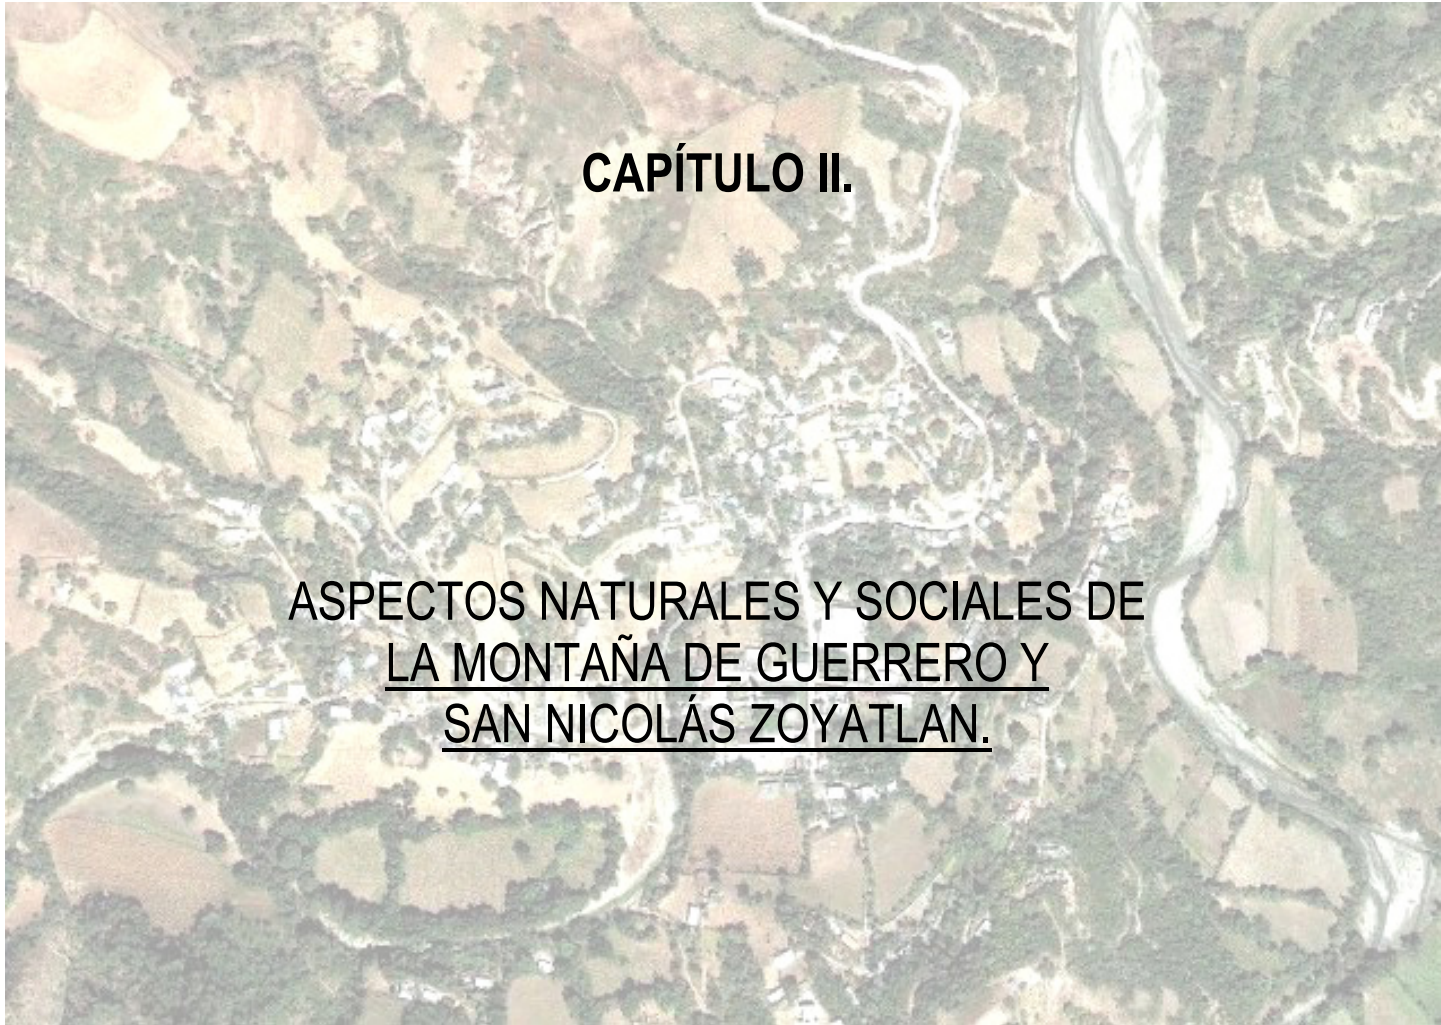 CAPÍTULO II.
ASPECTOS NATURALES Y SOCIALES DE
LA MONTAÑA DE GUERRERO Y
SAN NICOLÁS ZOYATLAN.